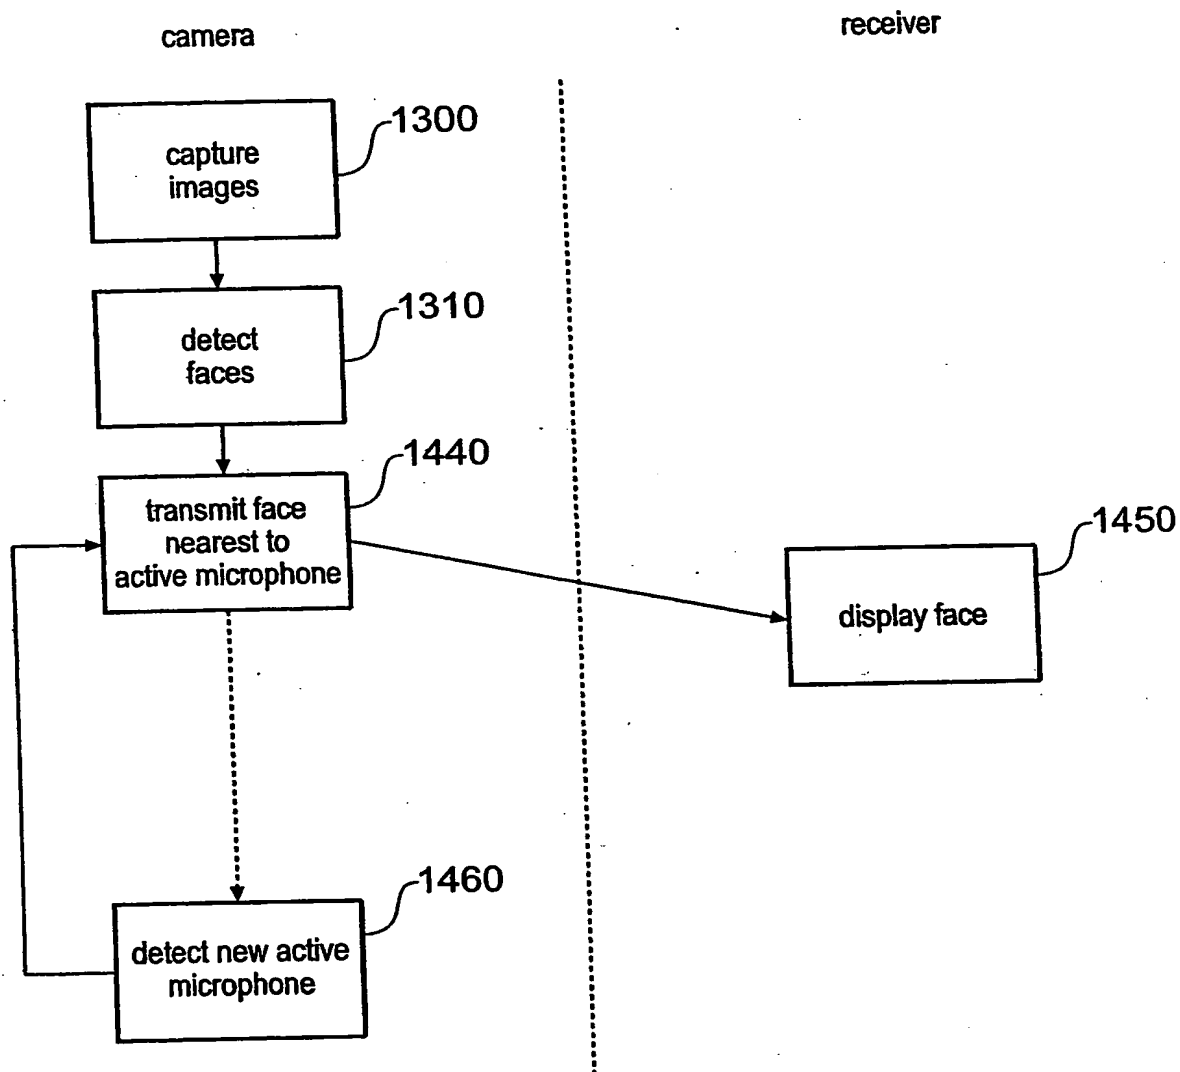 camera
receiver
capture
images
1300
detect
faces
1310
transmit face
nearest to
active microphone
1440
display face
1450
detect new active
microphone
1460